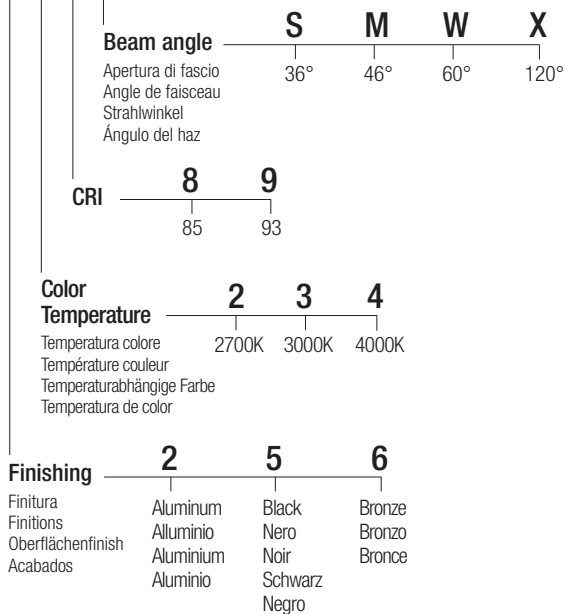 S M W X
Beam angle
Apertura di fascio
Angle de faisceau
Strahlwinkel
Ángulo del haz
36° 46° 60° 120°
8 9
CRI
85 93
Color
Temperature
2 3 4
Temperatura colore
Température couleur
Temperaturabhängige Farbe
Temperatura de color
2700K 3000K 4000K
2 5 6
Finishing
Finitura
Finitions
Oberflächenfinish
Acabados
Aluminum
Alluminio
Aluminium
Aluminio
Black
Nero
Noir
Schwarz
Negro
Bronze
Bronzo
Bronce